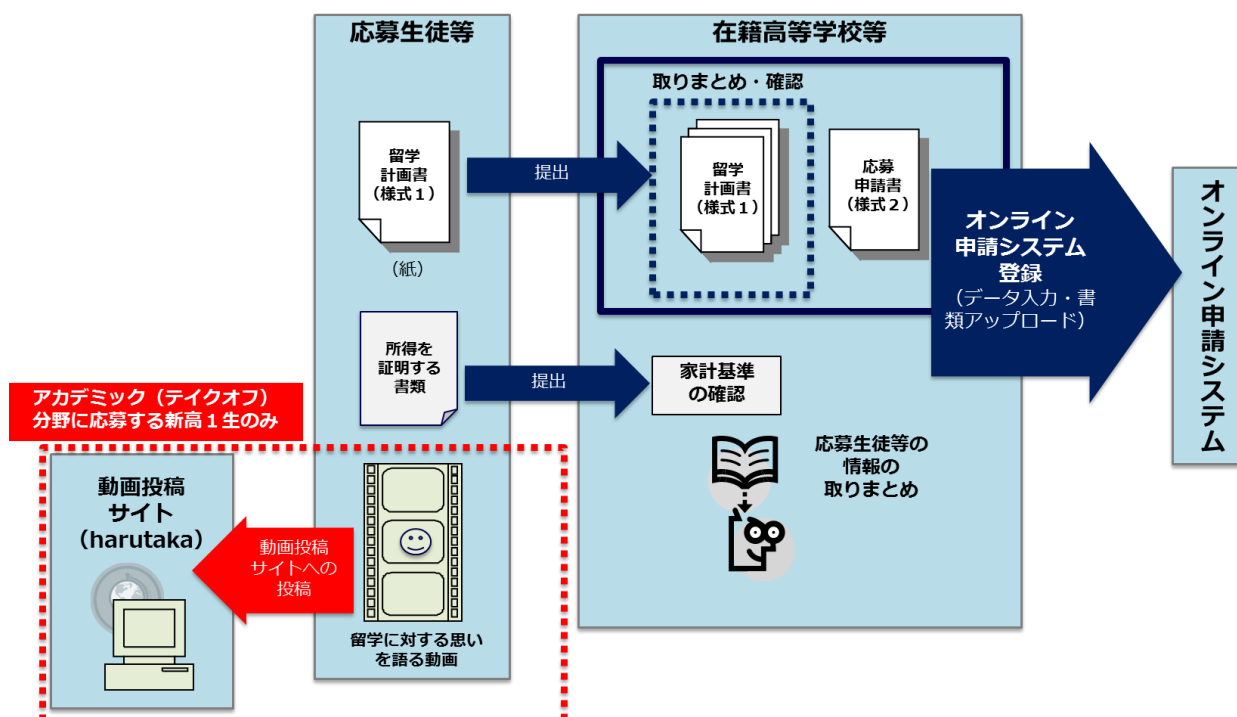 応募生徒等
留学
計画書
（様式１）
（紙）
提出
所得を
証明する
書類
提出
在籍高等学校等
取りまとめ・確認
留学
計画書
（様式１）
応募
申請書
（様式２）
家計基準
の確認
応募生徒等の
情報の
取りまとめ
オンライン
申請システム
登録
（データ入力・書
類アップロード）
オンライン申請システム
アカデミック（テイクオフ）
分野に応募する新高１生のみ
動画投稿
サイト
（harutaka）
動画投稿
サイトへの
投稿
留学に対する思い
を語る動画